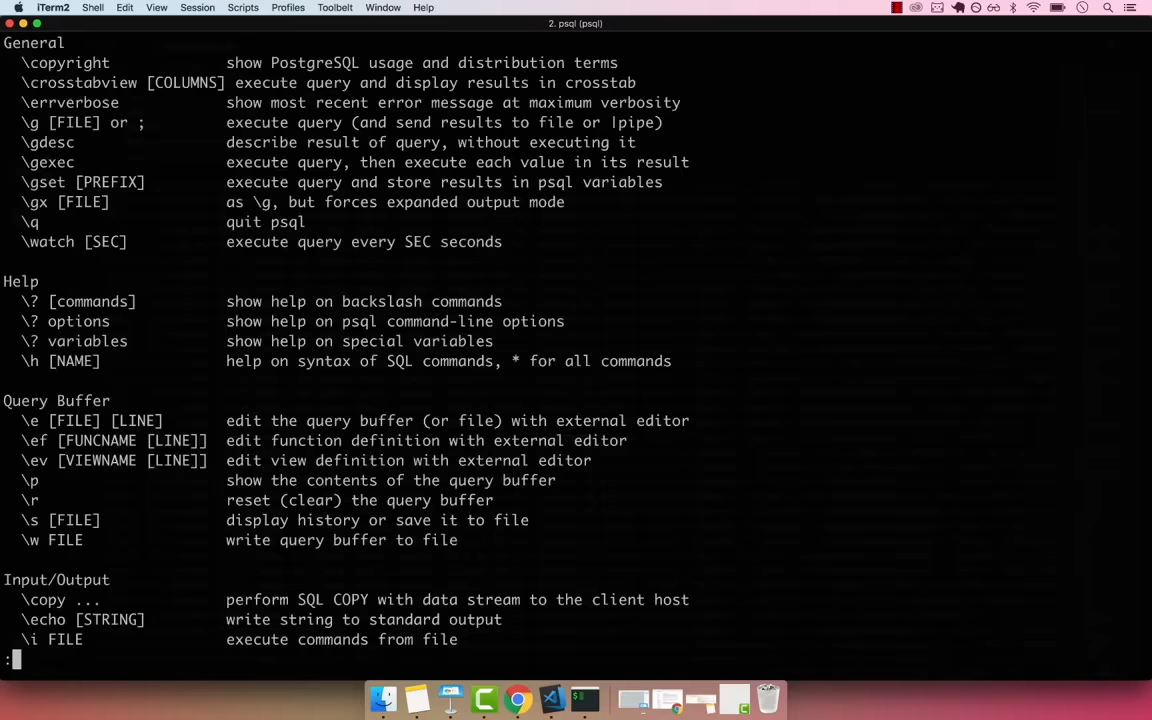 iTerm2 Shell Edit View Session Scripts Profiles Toolbelt Window Help
2. psql (psql)
General
\copyright show PostgreSQL usage and distribution terms
\crosstabview [COLUMNS] execute query and display results in crosstab
\errverbose show most recent error message at maximum verbosity
\g [FILE] or ; execute query (and send results to file or |pipe)
\gdesc describe result of query, without executing it
\gexec execute query, then execute each value in its result
\gset [PREFIX] execute query and store results in psql variables
\gx [FILE] as \g, but forces expanded output mode
\q quit psql
\watch [SEC] execute query every SEC seconds
Help
\? [commands] show help on backslash commands
\? options show help on psql command-line options
\? variables show help on special variables
\h [NAME] help on syntax of SQL commands, * for all commands
Query Buffer
\e [FILE] [LINE] edit the query buffer (or file) with external editor
\ef [FUNCNAME [LINE]] edit function definition with external editor
\ev [VIEWNAME [LINE]] edit view definition with external editor
\p show the contents of the query buffer
\r reset (clear) the query buffer
\s [FILE] display history or save it to file
\w FILE write query buffer to file
Input/Output
\copy ... perform SQL COPY with data stream to the client host
\echo [STRING] write string to standard output
\i FILE execute commands from file
: